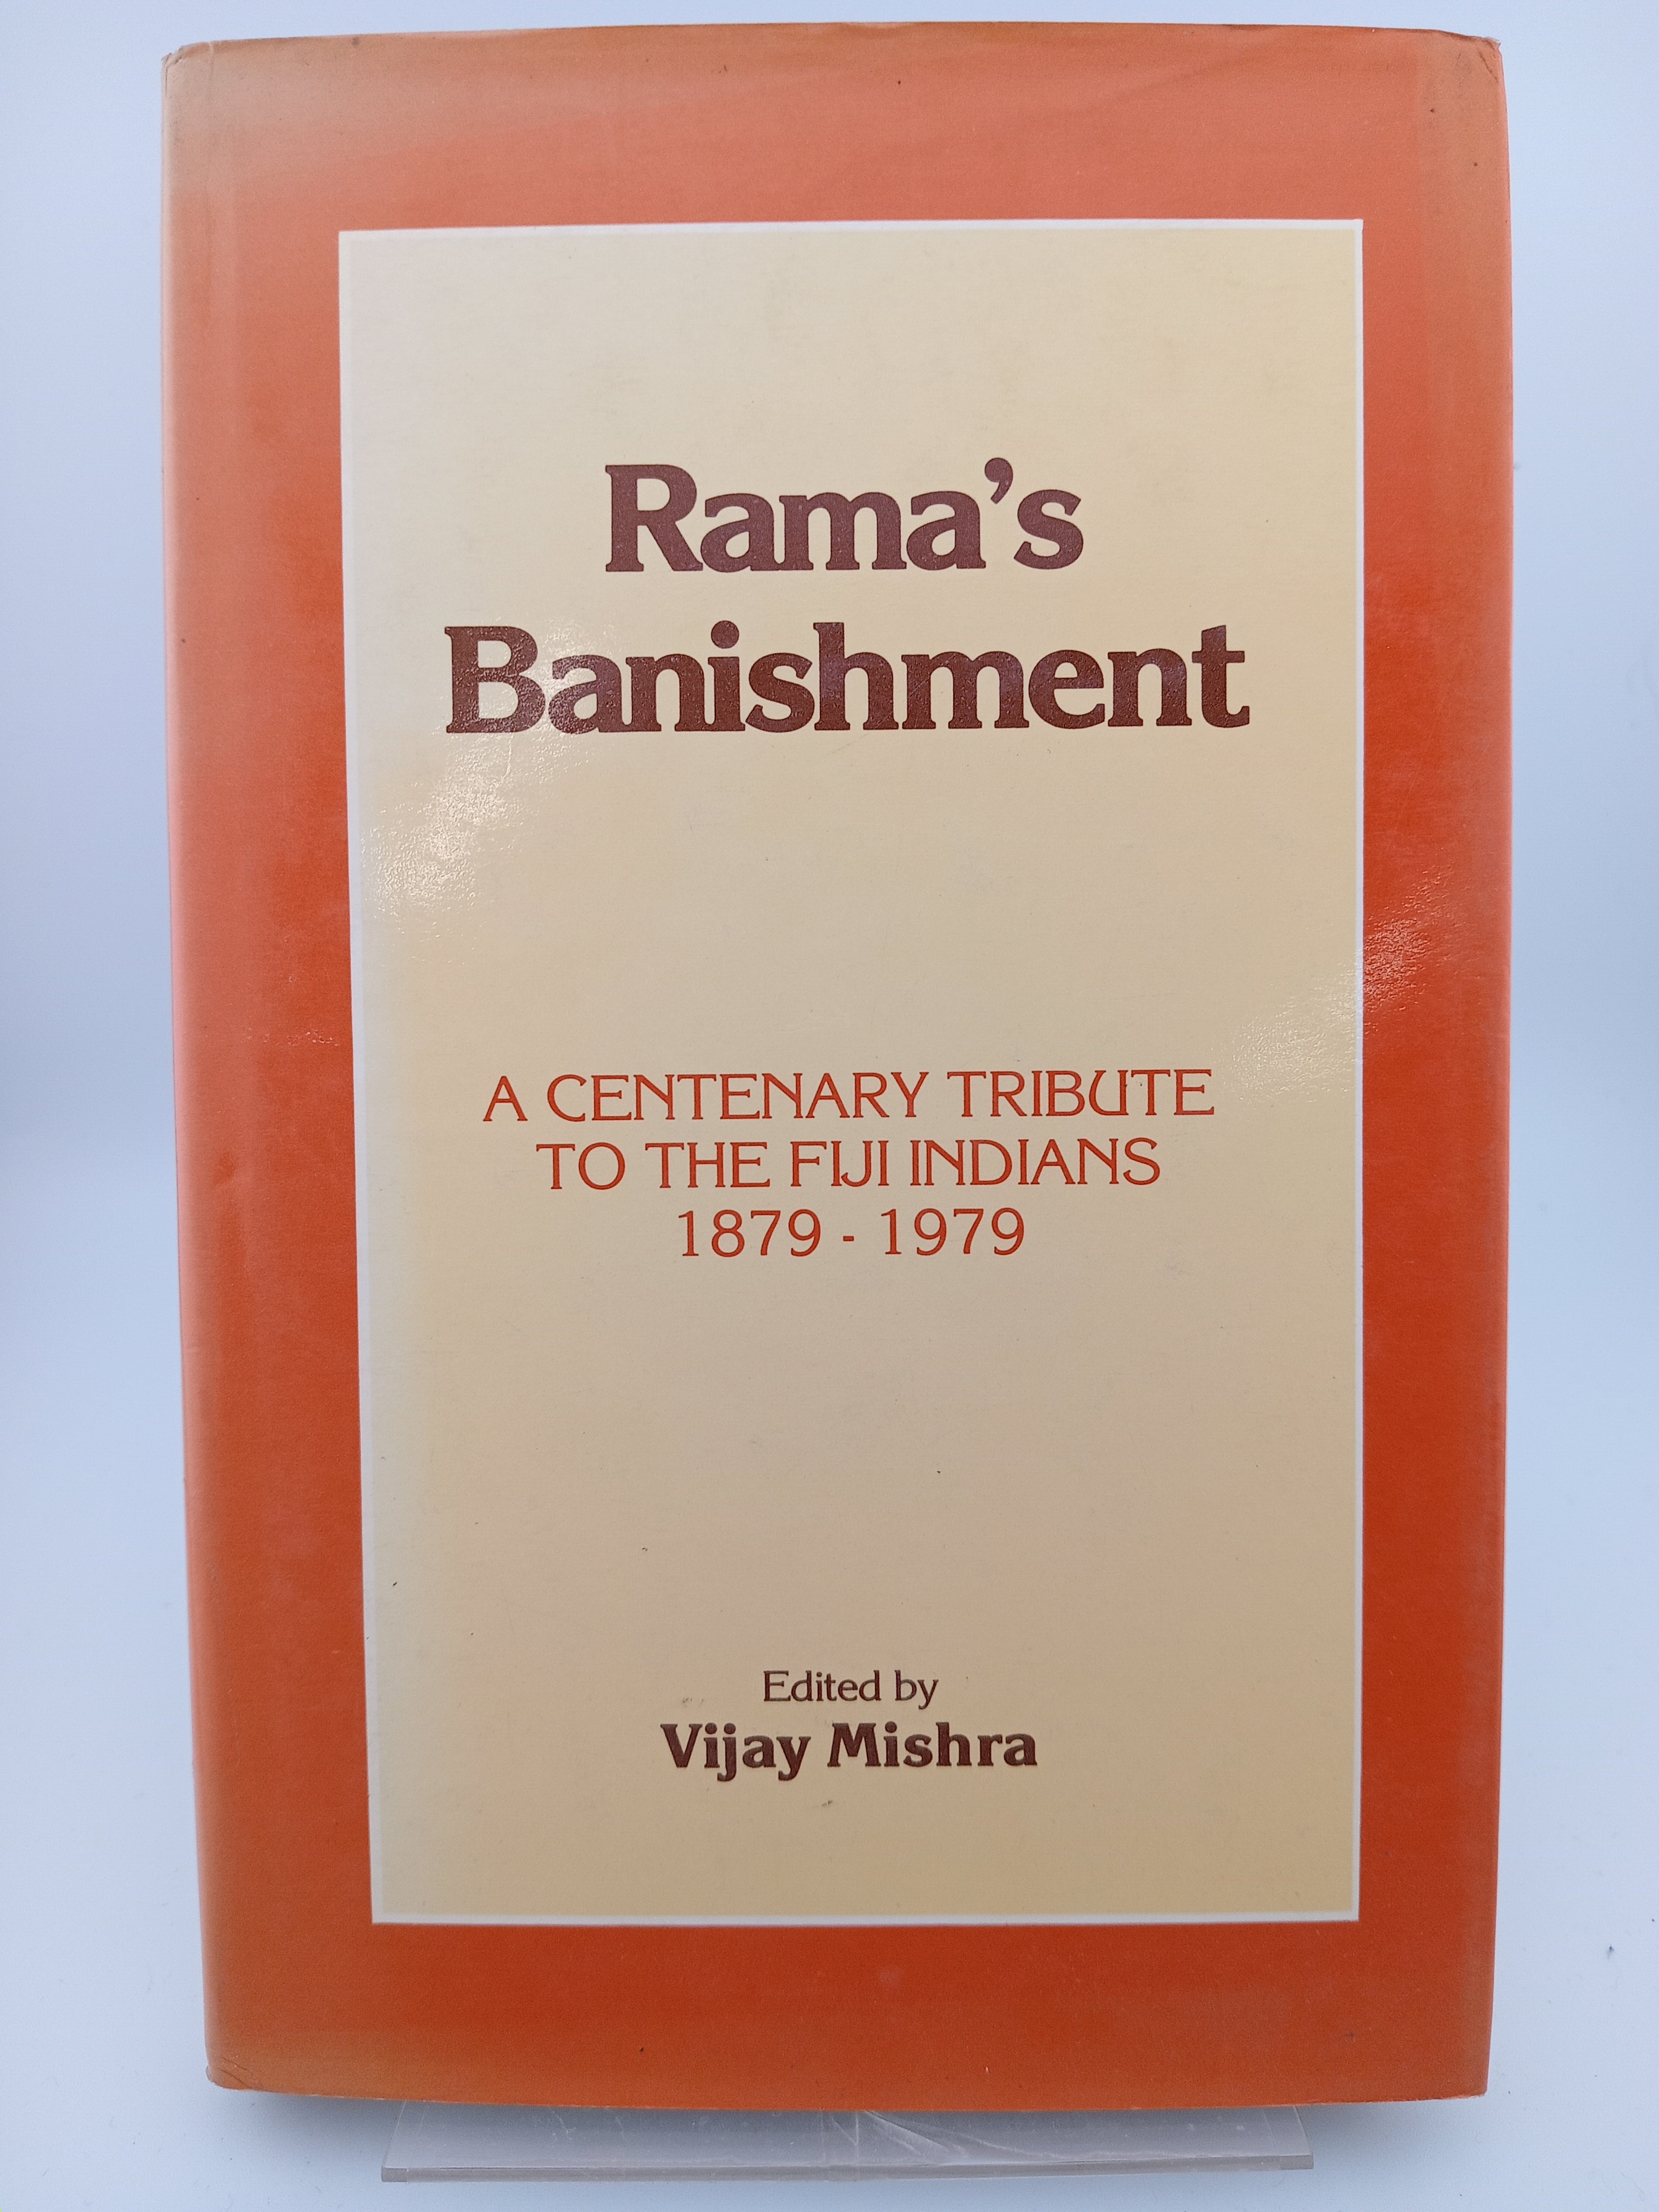 Rama's
Banishment
A CENTENARY TRIBUTE
TO THE FIJI INDIANS
1879 - 1979
Edited by
Vijay Mishra